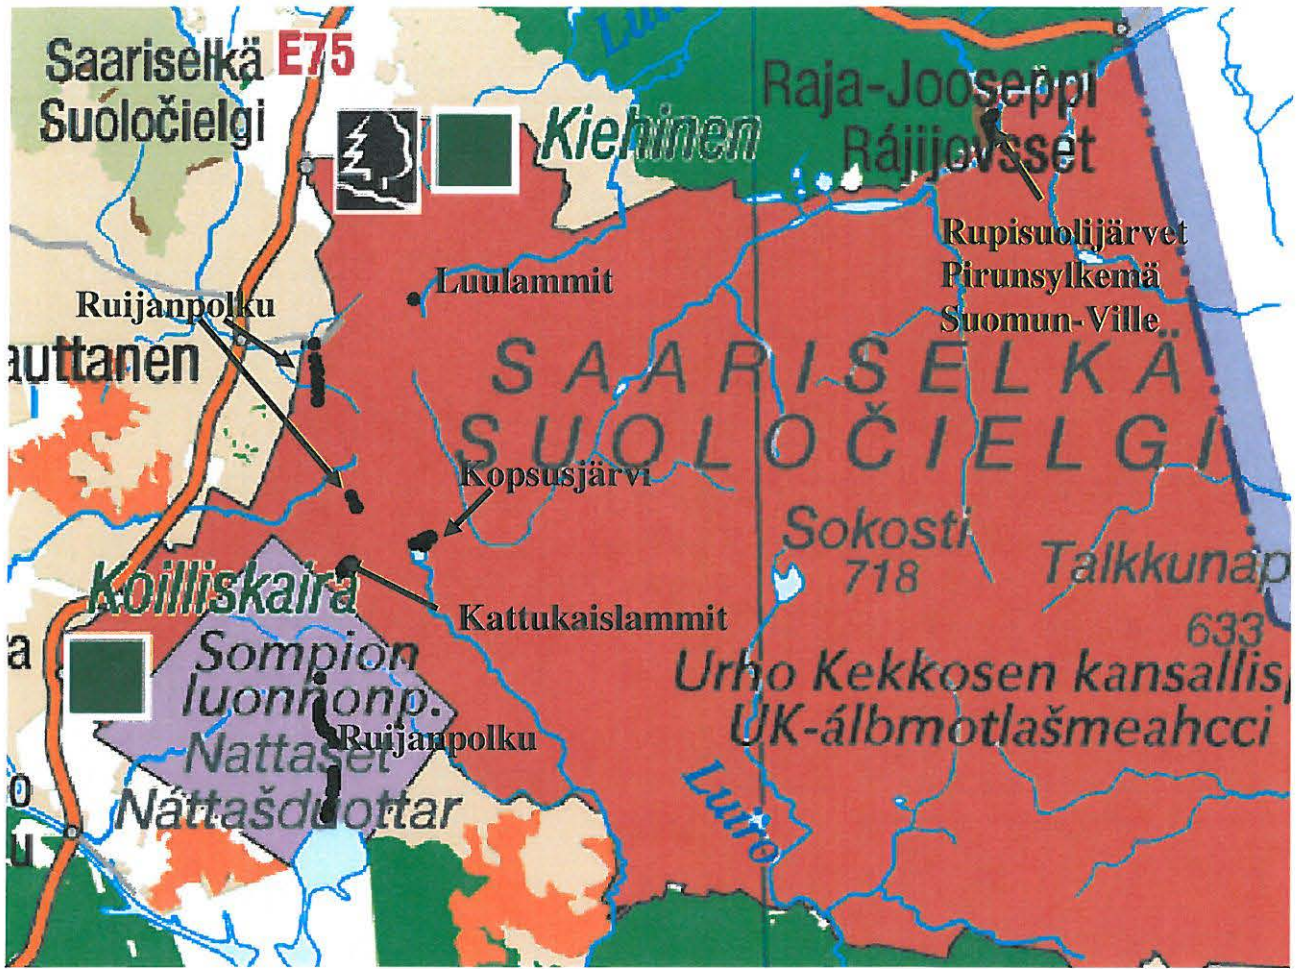 Saariselkä E75
Suoločielgi
Kiehinen
Raja-Jooseppi
Rájijovsset
Rupisuolijärvet
Pirunsylkemä
Suomun-Ville
Luulammit
Ruijanpolku
auttanen
SAARISELKÄ
SUOLOČIELGI
Kopsusjärvi
Sokosti
718
Talkkunap
633
Koilliskaira
Kattukaislammit
Sompion
luonnonp.
a
Urho Kekkosen kansallisp
UK-álbmotlašmeahcci
Ruijanpolku
Nattaset
Náttašduottar
Luiro
o
u